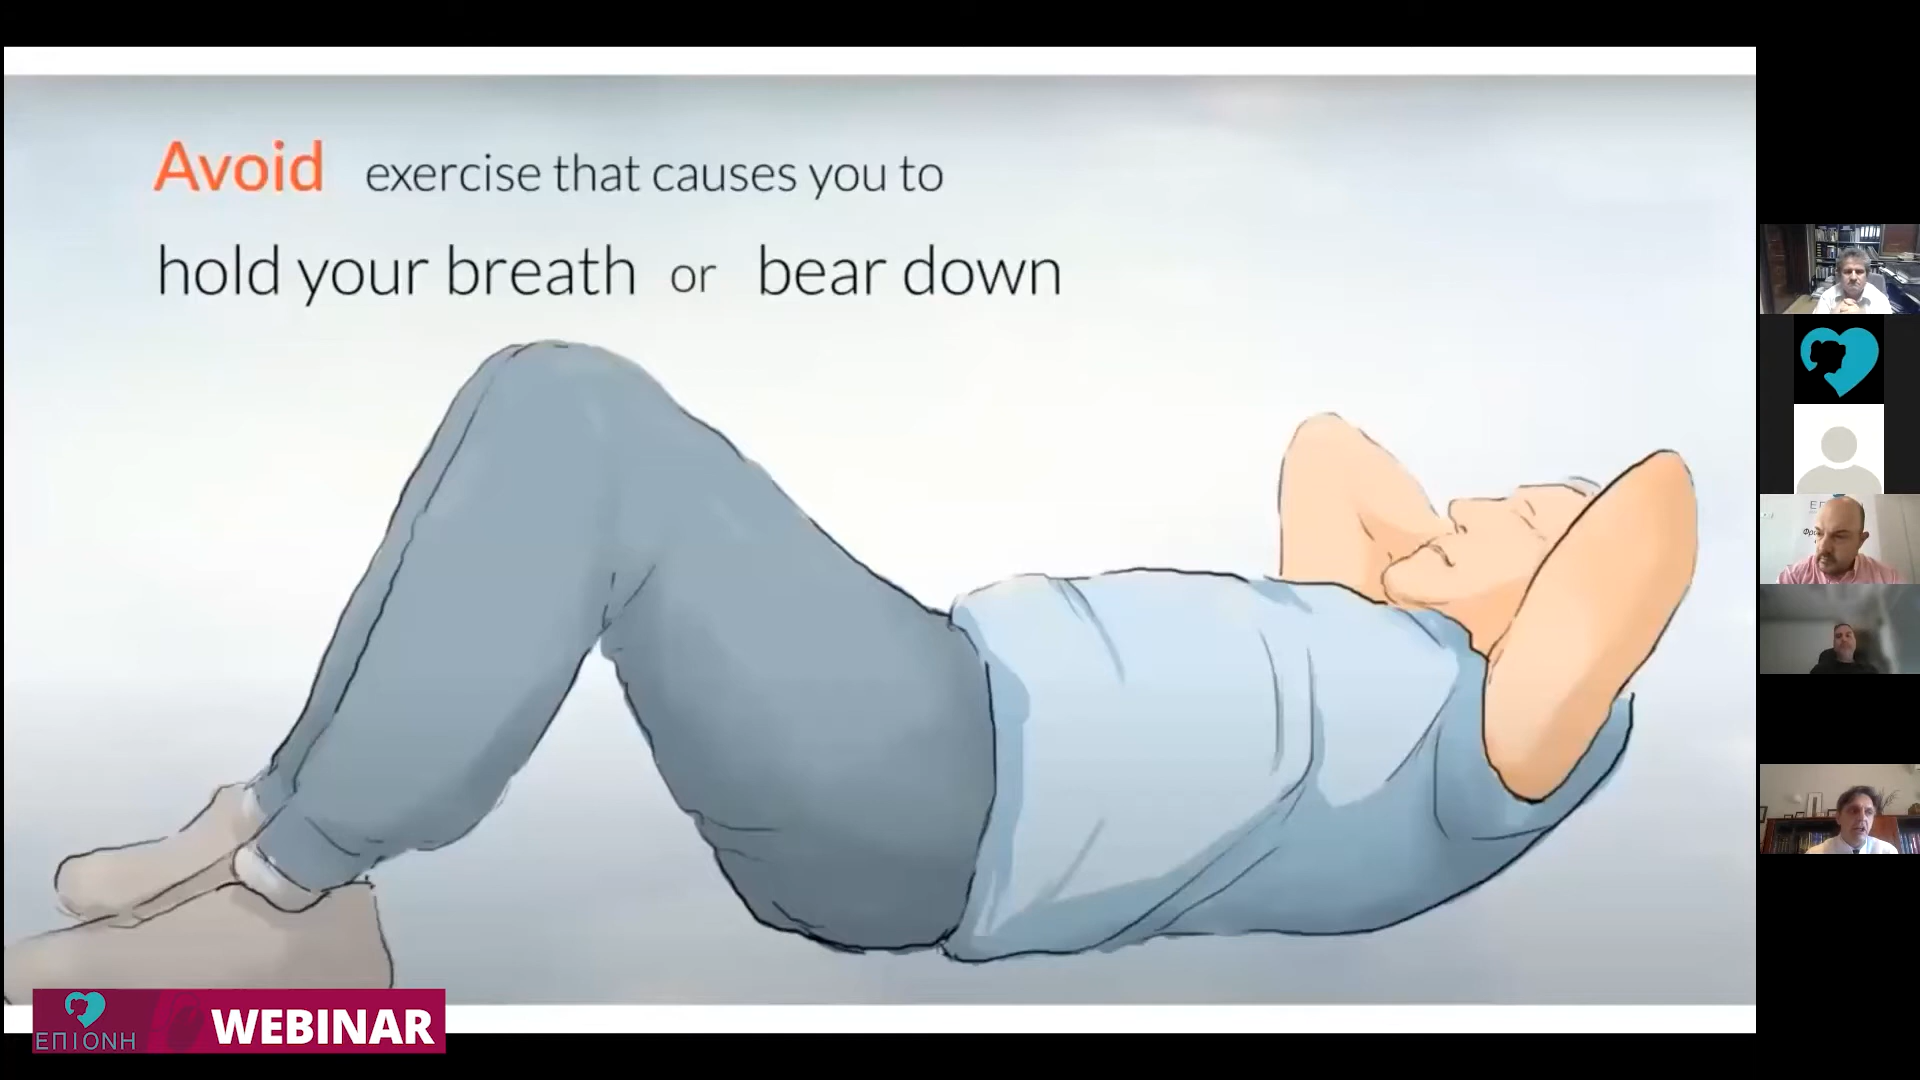 Avoid exercise that causes you to
hold your breath or bear down
ΕΠΙΟΝΗ
WEBINAR